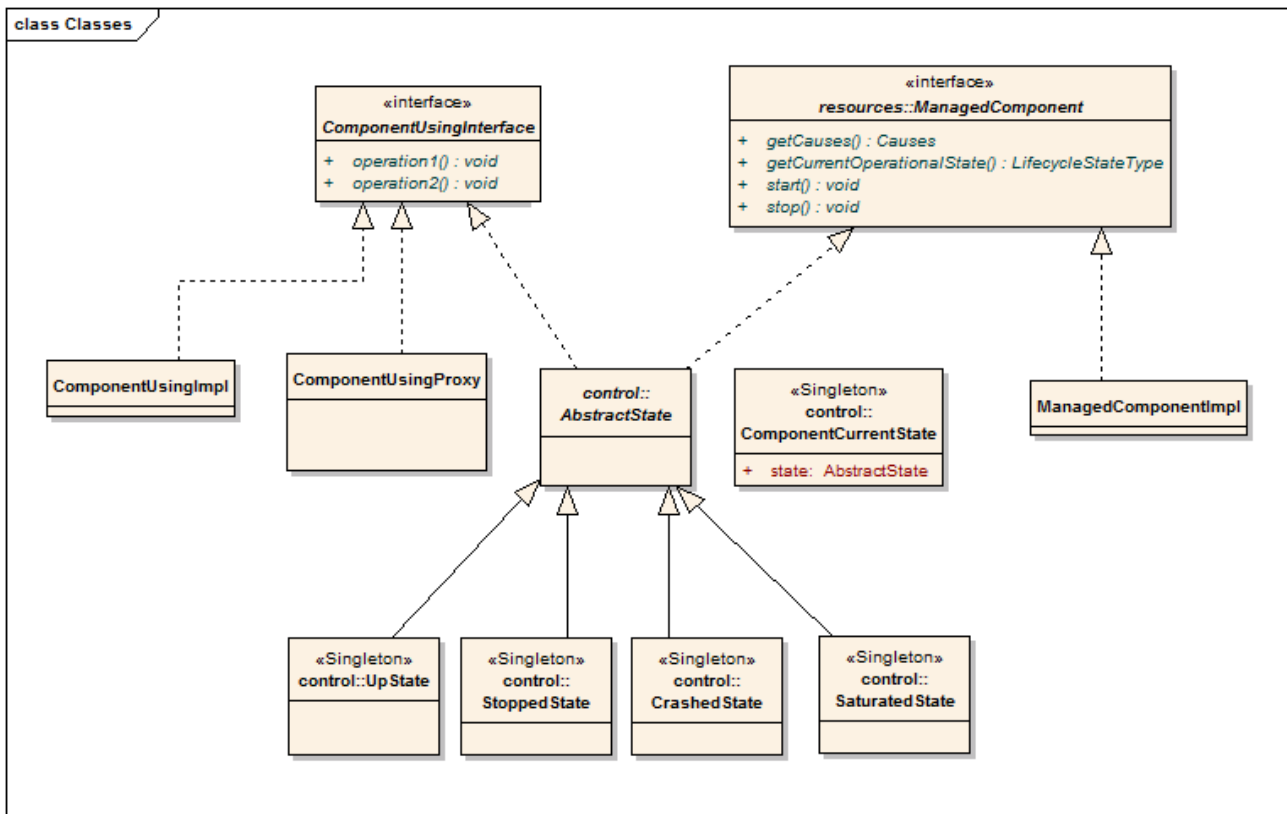 class Classes
«interface»
ComponentUsingInterface
+ operation1() : void
+ operation2() : void
«interface»
resources::ManagedComponent
+ getCauses() : Causes
+ getCurrentOperationalState() : LifecycleStateType
+ start() : void
+ stop() : void
ComponentUsingImpl
ComponentUsingProxy
control::
AbstractState
«Singleton»
control::
ComponentCurrentState
+ state: AbstractState
ManagedComponentImpl
«Singleton»
control::UpState
«Singleton»
control::
StoppedState
«Singleton»
control::
CrashedState
«Singleton»
control::
SaturatedState